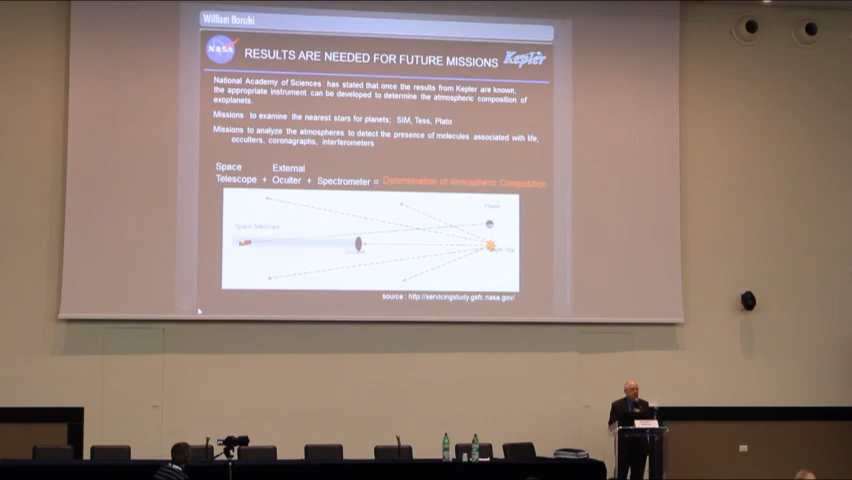 William Boruki
NASA
RESULTS ARE NEEDED FOR FUTURE MISSIONS
Kepler
National Academy of Sciences has stated that once the results from Kepler are known,
the appropriate instrument can be developed to determine the atmospheric composition of
exoplanets.
Missions to examine the nearest stars for planets; SIM, Tess, Plato
Missions to analyze the atmospheres to detect the presence of molecules associated with life;
occulters, coronagraphs, interferometers
Space External
Telescope + Occulter + Spectrometer = Determination of Atmospheric Composition
Planet
Space Telescope
Occulter
source : http://servicingstudy.gsfc.nasa.gov/